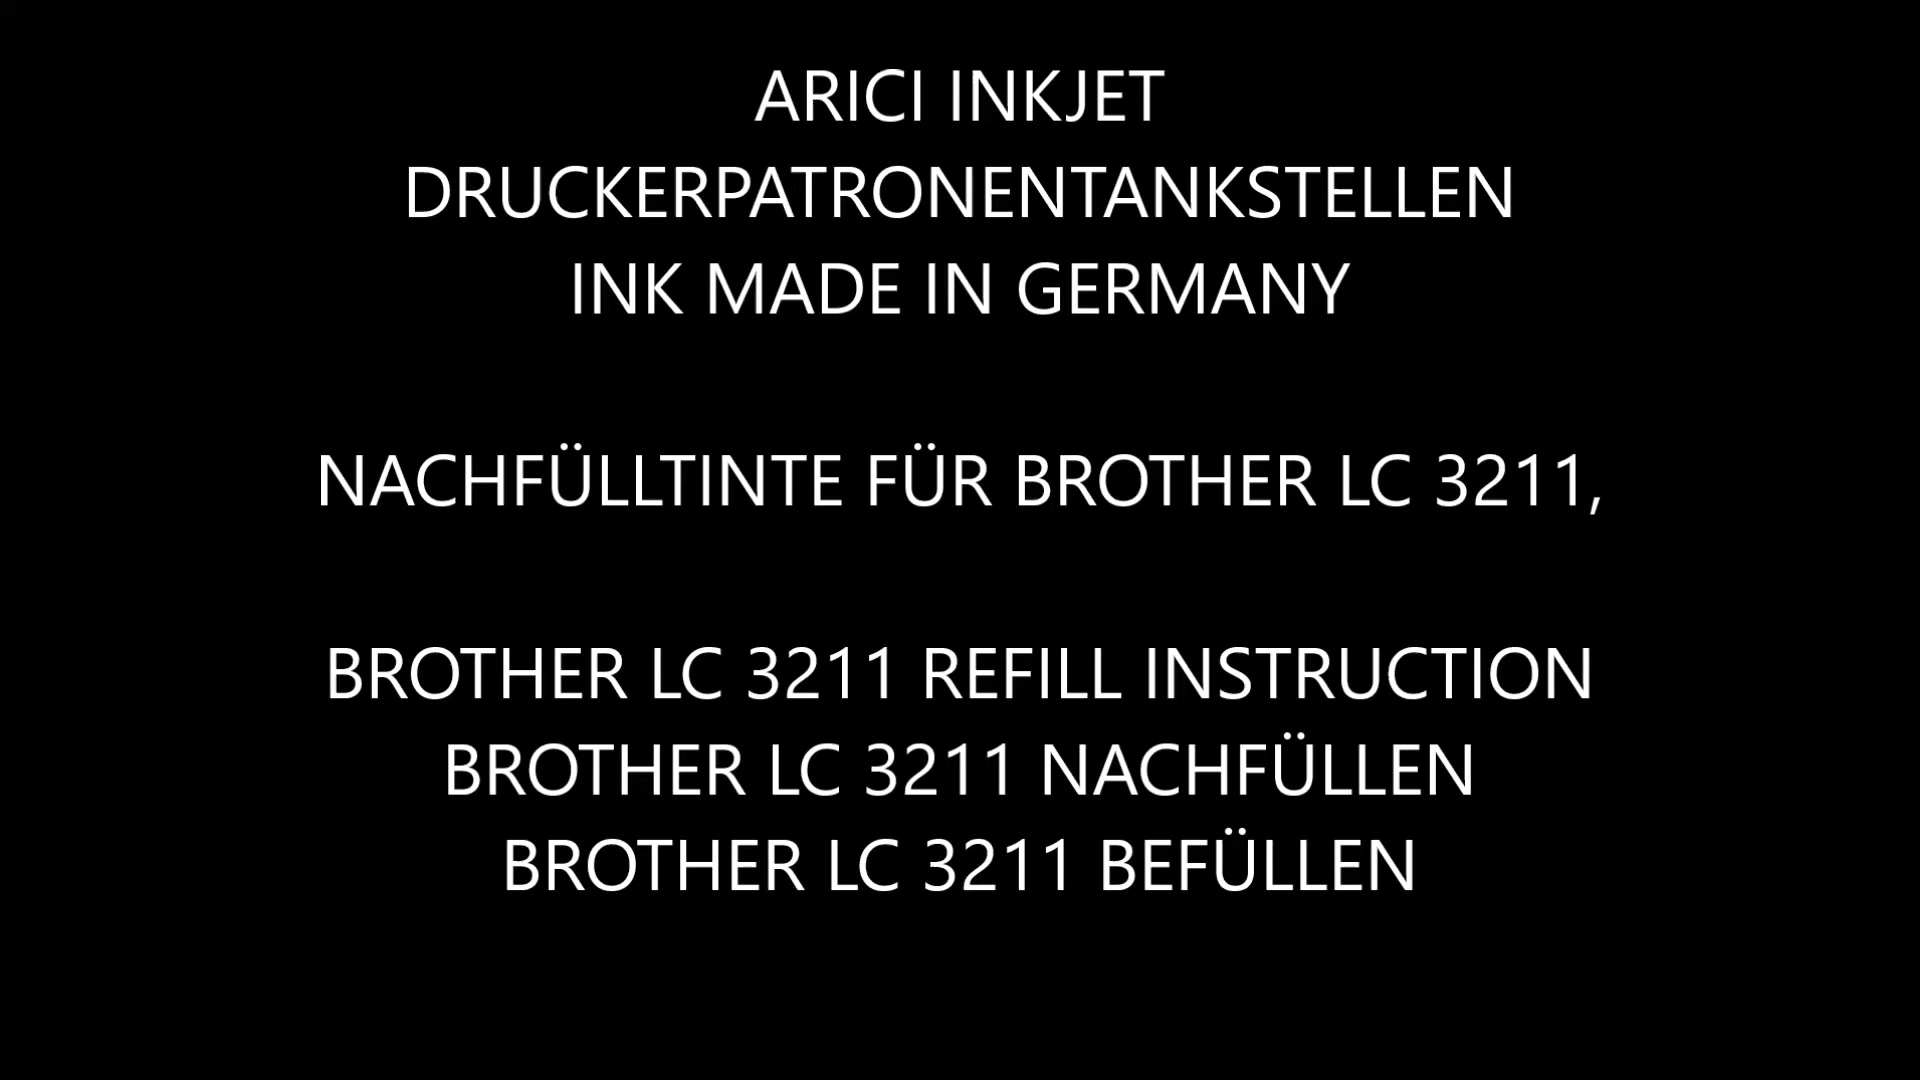 ARICI INKJET
DRUCKERPATRONENTANKSTELLEN
INK MADE IN GERMANY
NACHFÜLLTINTE FÜR BROTHER LC 3211,
BROTHER LC 3211 REFILL INSTRUCTION
BROTHER LC 3211 NACHFÜLLEN
BROTHER LC 3211 BEFÜLLEN